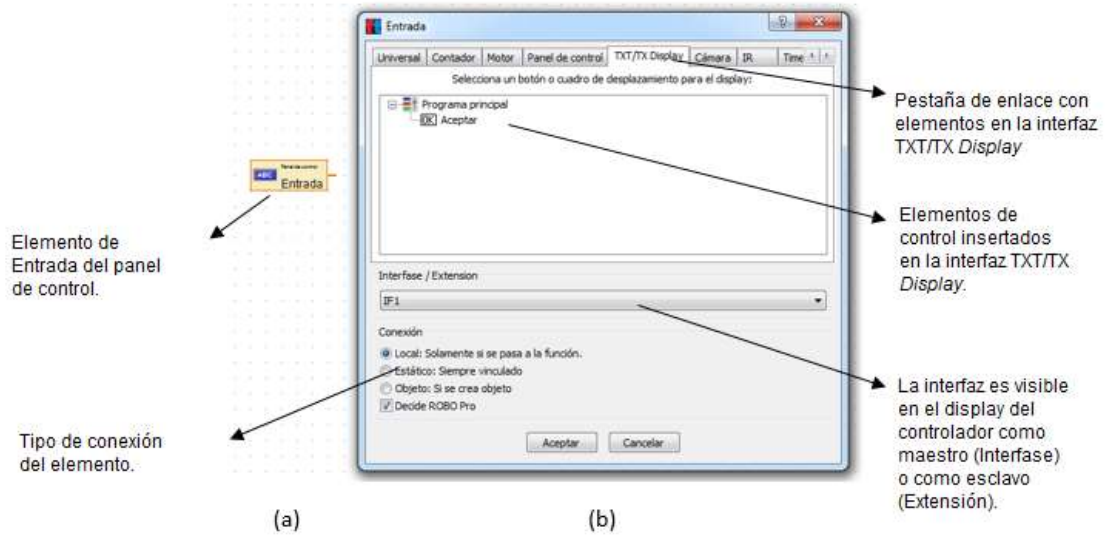 Entrada
Universal Contador Motor Panel de control TXT/TX Display Cámara IR Time
Selecciona un botón o cuadro de desplazamiento para el display:
Programa principal
OK Aceptar
Interfase / Extension
IF1
Conexión
Local: Solamente si se pasa a la función.
Estático: Siempre vinculado
Objeto: Si se crea objeto
Decide ROBO Pro
Aceptar Cancelar
Panel de control
ABC
Entrada
Elemento de
Entrada del panel
de control.
Tipo de conexión
del elemento.
Pestaña de enlace con
elementos en la interfaz
TXT/TX Display
Elementos de
control insertados
en la interfaz TXT/TX
Display.
La interfaz es visible
en el display del
controlador como
maestro (Interfase)
o como esclavo
(Extensión).
(a)
(b)